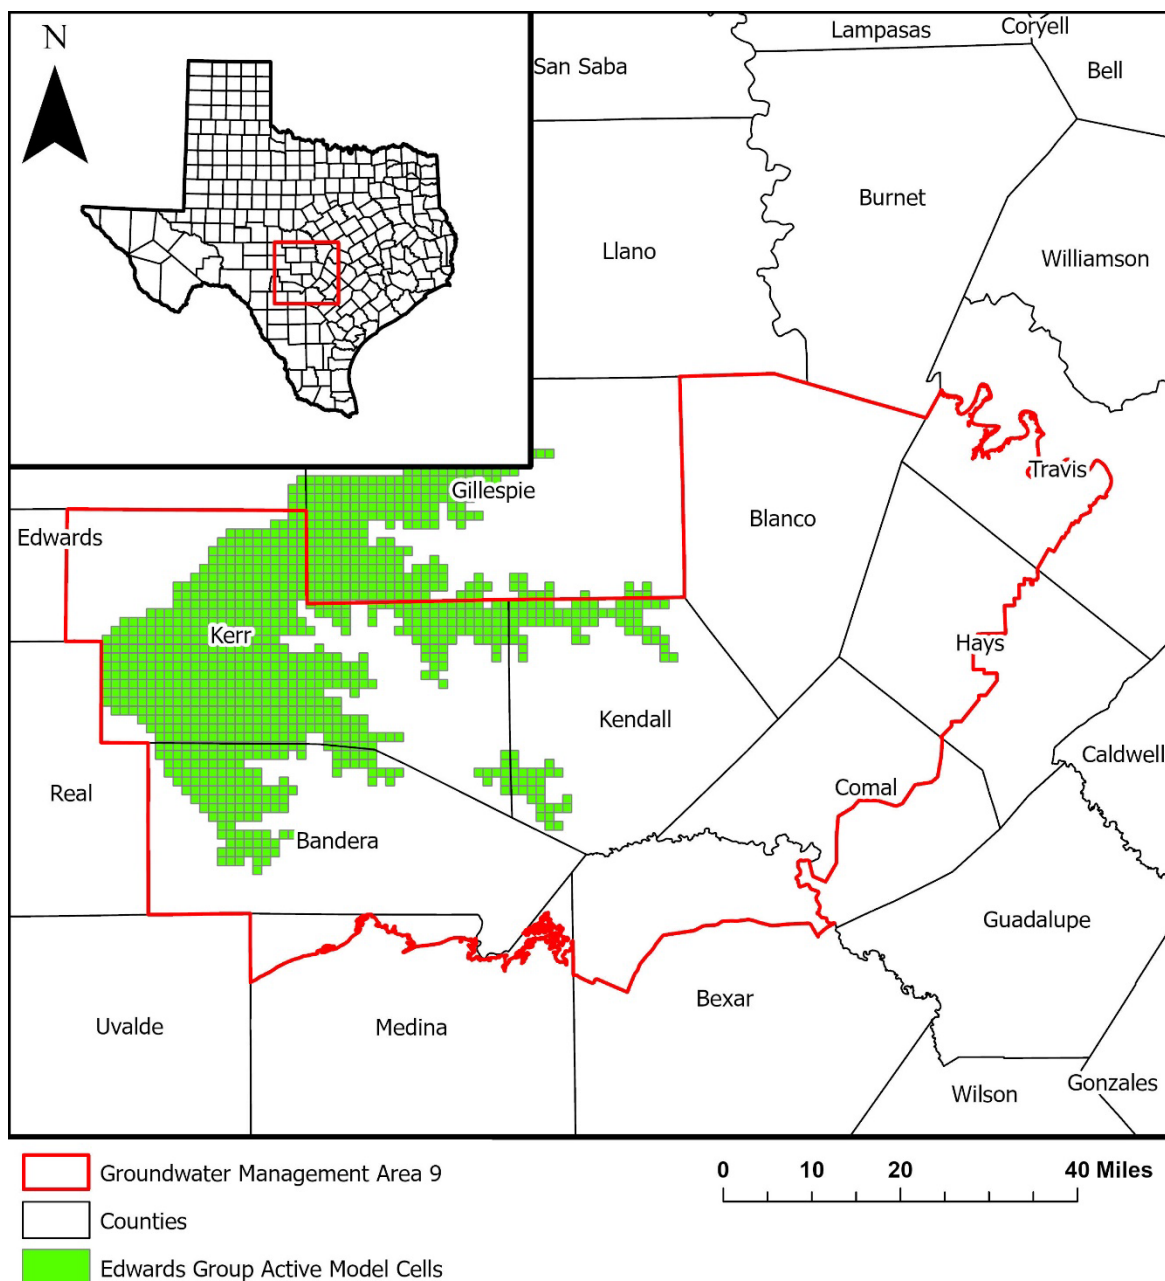 N
Lampasas
Coryell
San Saba
Bell
Burnet
Llano
Williamson
Travis
Gillespie
Blanco
Edwards
Kerr
Hays
Kendall
Caldwell
Real
Comal
Bandera
Guadalupe
Bexar
Uvalde
Medina
Wilson
Gonzales
Groundwater Management Area 9
Counties
Edwards Group Active Model Cells
0 10 20 40 Miles